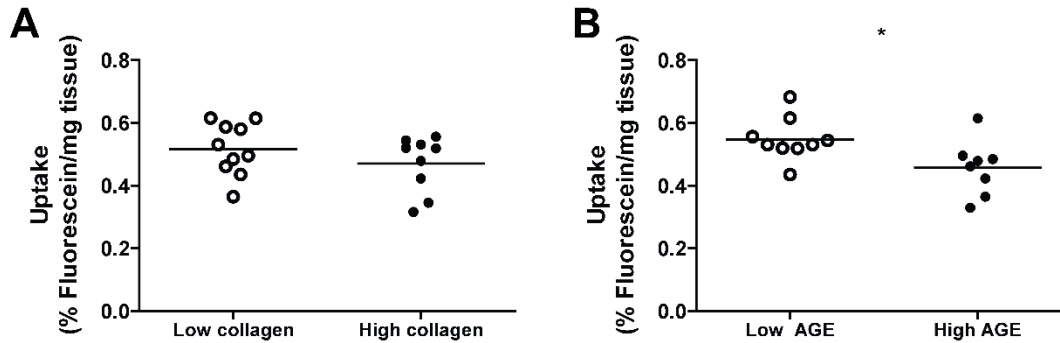 A
Uptake
(% Fluorescein/mg tissue)
0.8
0.6
0.4
0.2
0.0
Low collagen
High collagen
B
*
Uptake
(% Fluorescein/mg tissue)
0.8
0.6
0.4
0.2
0.0
Low AGE
High AGE